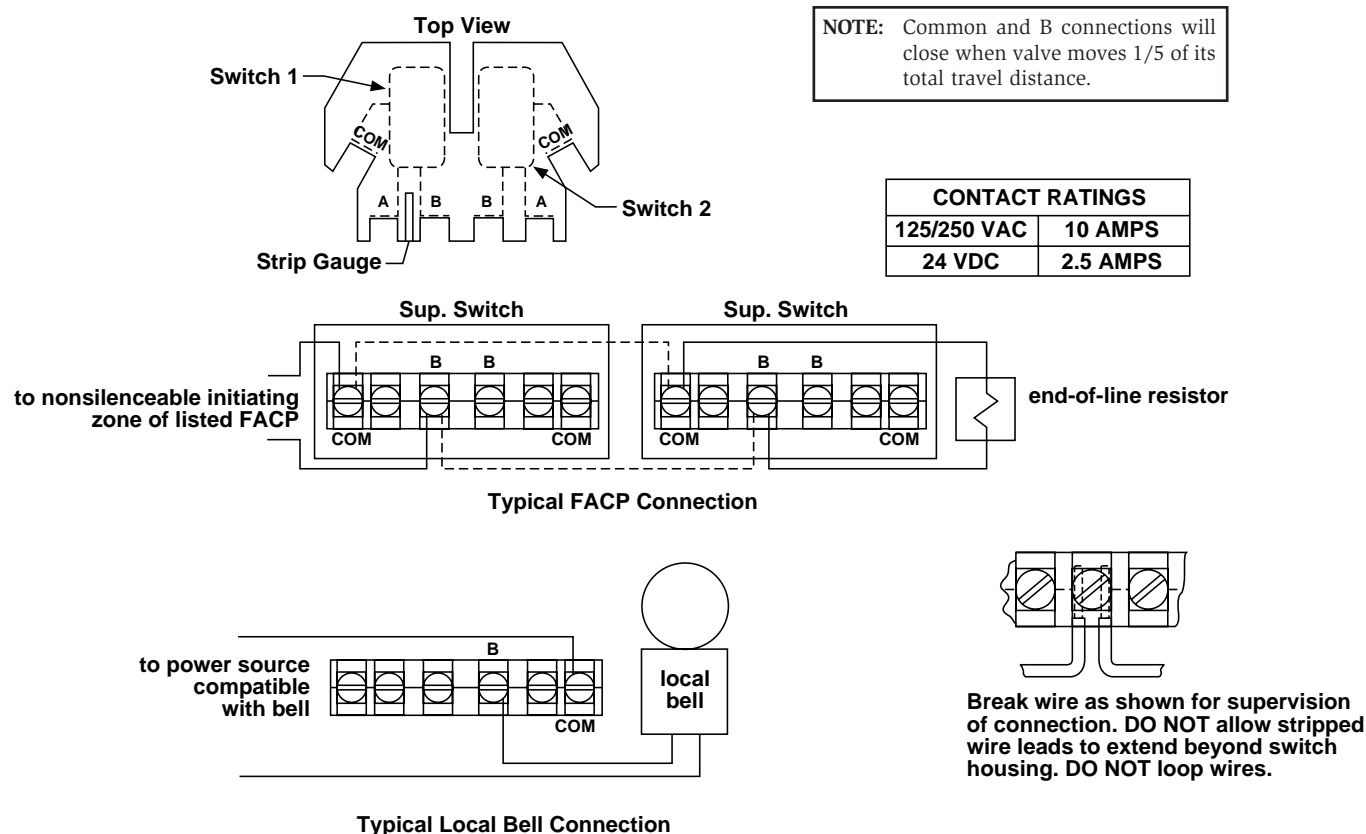 Top View
NOTE: Common and B connections will
close when valve moves 1/5 of its
total travel distance.
Switch 1
COM
COM
A
B
B
A
Switch 2
Strip Gauge
CONTACT RATINGS
125/250 VAC 10 AMPS
24 VDC 2.5 AMPS
Sup. Switch
Sup. Switch
B
B
B
B
to nonsilenceable initiating
zone of listed FACP
end-of-line resistor
COM
COM
COM
COM
Typical FACP Connection
B
to power source
compatible
with bell
local
bell
COM
Break wire as shown for supervision
of connection. DO NOT allow stripped
wire leads to extend beyond switch
housing. DO NOT loop wires.
Typical Local Bell Connection